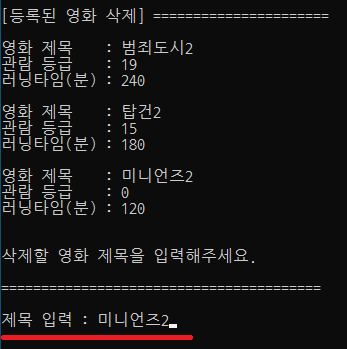 [등록된 영화 삭제] ======================
영화 제목   : 범죄도시2
관람 등급   : 19
러닝타임(분) : 240
영화 제목   : 탑건2
관람 등급   : 15
러닝타임(분) : 180
영화 제목   : 미니언즈2
관람 등급   : 0
러닝타임(분) : 120
삭제할 영화 제목을 입력해주세요.
========================================
제목 입력 : 미니언즈2